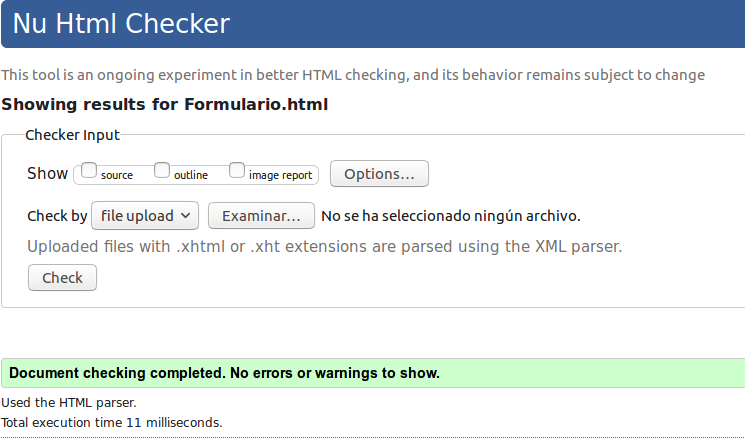 Nu Html Checker
This tool is an ongoing experiment in better HTML checking, and its behavior remains subject to change
Showing results for Formulario.html
Checker Input
Show source outline image report Options...
Check by file upload Examinar... No se ha seleccionado ningún archivo.
Uploaded files with .xhtml or .xht extensions are parsed using the XML parser.
Check
Document checking completed. No errors or warnings to show.
Used the HTML parser.
Total execution time 11 milliseconds.